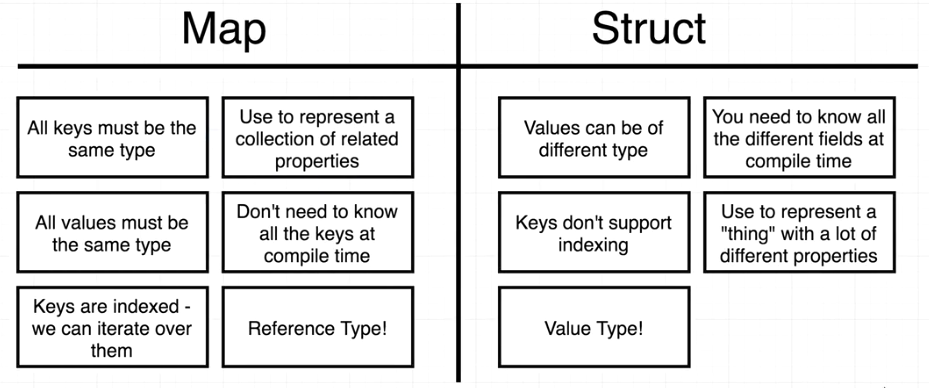 Map
Struct
All keys must be the
same type
Use to represent a
collection of related
properties
Values can be of
different type
You need to know all
the different fields at
compile time
All values must be
the same type
Don't need to know
all the keys at
compile time
Keys don't support
indexing
Use to represent a
"thing" with a lot of
different properties
Keys are indexed -
we can iterate over
them
Reference Type!
Value Type!